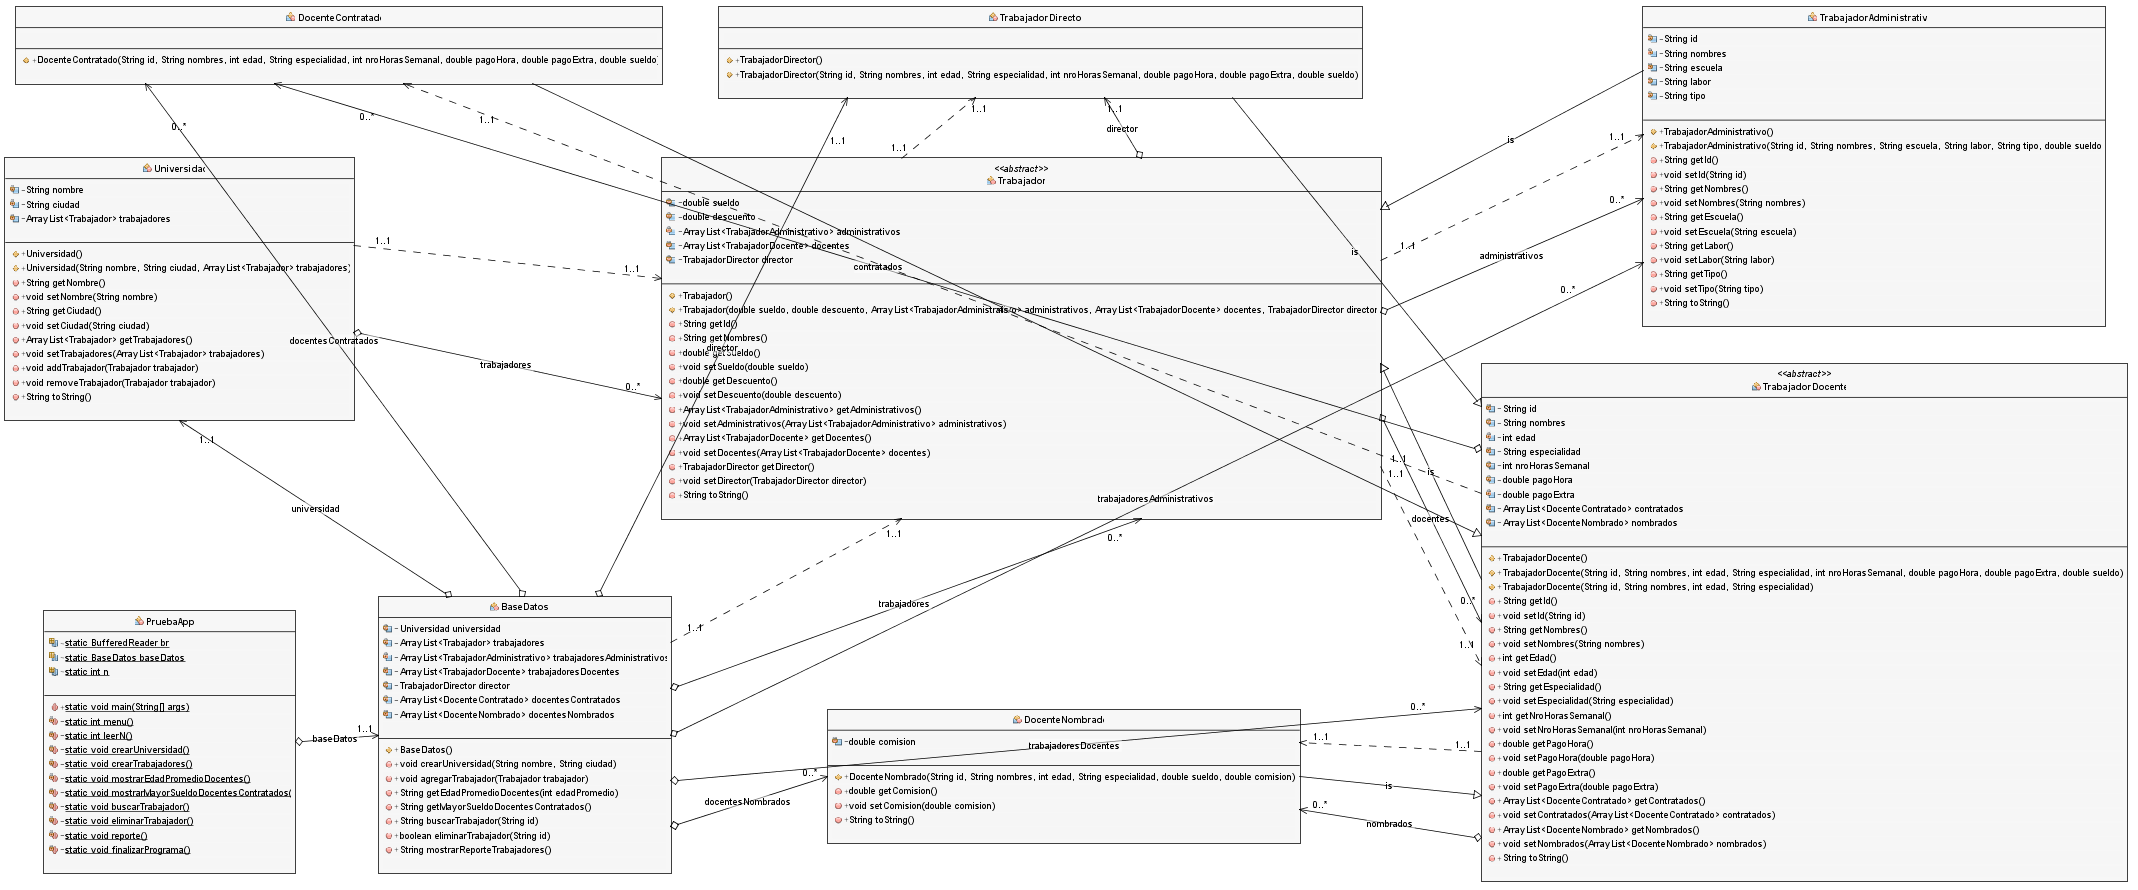 DocenteContratado
+DocenteContratado(String id, String nombres, int edad, String especialidad, int nroHorasSemanal, double pagoHora, double pagoExtra, double sueldo)
TrabajadorDirecto
+TrabajadorDirector()
+TrabajadorDirector(String id, String nombres, int edad, String especialidad, int nroHorasSemanal, double pagoHora, double pagoExtra, double sueldo)
TrabajadorAdministrativ
-String id
-String nombres
-String escuela
-String labor
-String tipo
+TrabajadorAdministrativo()
+TrabajadorAdministrativo(String id, String nombres, String escuela, String labor, String tipo, double sueldo
+String getId()
+void setId(String id)
+String getNombres()
+void setNombres(String nombres)
+String getEscuela()
+void setEscuela(String escuela)
+String getLabor()
+void setLabor(String labor)
+String getTipo()
+void setTipo(String tipo)
+String toString()
0..*
0..*
1..1
1..1
1..1
1..1
1..1
director
is
1..1
1..1
0..*
administrativos
is
0..*
contratados
Universidad
-String nombre
-String ciudad
-ArrayList<Trabajador> trabajadores
+Universidad()
+Universidad(String nombre, String ciudad, ArrayList<Trabajador> trabajadores)
+String getNombre()
+void setNombre(String nombre)
+String getCiudad()
+void setCiudad(String ciudad)
+ArrayList<Trabajador> getTrabajadores()
+void setTrabajadores(ArrayList<Trabajador> trabajadores)
+void addTrabajador(Trabajador trabajador)
+void removeTrabajador(Trabajador trabajador)
+String toString()
1..1
1..1
docentesContratados
trabajadores
0..*
1..1
universidad
<<abstract>>
Trabajador
-double sueldo
-double descuento
-ArrayList<TrabajadorAdministrativo> administrativos
-ArrayList<TrabajadorDocente> docentes
-TrabajadorDirector director
+Trabajador()
+Trabajador(double sueldo, double descuento, ArrayList<TrabajadorAdministrativo> administrativos, ArrayList<TrabajadorDocente> docentes, TrabajadorDirector director
+String getId()
+String getNombres()
director
+double getSueldo()
+void setSueldo(double sueldo)
+double getDescuento()
+void setDescuento(double descuento)
+ArrayList<TrabajadorAdministrativo> getAdministrativos()
+void setAdministrativos(ArrayList<TrabajadorAdministrativo> administrativos)
+ArrayList<TrabajadorDocente> getDocentes()
+void setDocentes(ArrayList<TrabajadorDocente> docentes)
+TrabajadorDirector getDirector()
+void setDirector(TrabajadorDirector director)
+String toString()
trabajadoresAdministrativos
1..1
1..1
is
docentes
0..*
1..1
<<abstract>>
TrabajadorDocente
-String id
-String nombres
-int edad
-String especialidad
-int nroHorasSemanal
-double pagoHora
-double pagoExtra
-ArrayList<DocenteContratado> contratados
-ArrayList<DocenteNombrado> nombrados
+TrabajadorDocente()
+TrabajadorDocente(String id, String nombres, int edad, String especialidad, int nroHorasSemanal, double pagoHora, double pagoExtra, double sueldo)
+TrabajadorDocente(String id, String nombres, int edad, String especialidad)
+String getId()
+void setId(String id)
+String getNombres()
+void setNombres(String nombres)
+int getEdad()
+void setEdad(int edad)
+String getEspecialidad()
+void setEspecialidad(String especialidad)
+int getNroHorasSemanal()
+void setNroHorasSemanal(int nroHorasSemanal)
+double getPagoHora()
+void setPagoHora(double pagoHora)
+double getPagoExtra()
+void setPagoExtra(double pagoExtra)
+ArrayList<DocenteContratado> getContratados()
+void setContratados(ArrayList<DocenteContratado> contratados)
+ArrayList<DocenteNombrado> getNombrados()
+void setNombrados(ArrayList<DocenteNombrado> nombrados)
+String toString()
PruebaApp
-static BufferedReader br
-static BaseDatos baseDatos
-static int n
+static void main(String[] args)
-static int menu()
-static int leerN()
-static void crearUniversidad()
-static void crearTrabajadores()
-static void mostrarEdadPromedioDocentes()
-static void mostrarMayorSueldoDocentesContratados(
-static void buscarTrabajador()
-static void eliminarTrabajador()
-static void reporte()
-static void finalizarPrograma()
1..1
baseDatos
BaseDatos
-Universidad universidad
-ArrayList<Trabajador> trabajadores
-ArrayList<TrabajadorAdministrativo> trabajadoresAdministrativos
-ArrayList<TrabajadorDocente> trabajadoresDocentes
-TrabajadorDirector director
-ArrayList<DocenteContratado> docentesContratados
-ArrayList<DocenteNombrado> docentesNombrados
+BaseDatos()
+void crearUniversidad(String nombre, String ciudad)
+void agregarTrabajador(Trabajador trabajador)
+String getEdadPromedioDocentes(int edadPromedio)
+String getMayorSueldoDocentesContratados()
+String buscarTrabajador(String id)
+boolean eliminarTrabajador(String id)
+String mostrarReporteTrabajadores()
1..1
0..*
trabajadores
1..1
0..*
trabajadoresDocentes
0..*
docentesNombrados
DocenteNombrado
-double comision
+DocenteNombrado(String id, String nombres, int edad, String especialidad, double sueldo, double comision)
+double getComision()
+void setComision(double comision)
+String toString()
1..1
1..1
is
0..*
nombrados